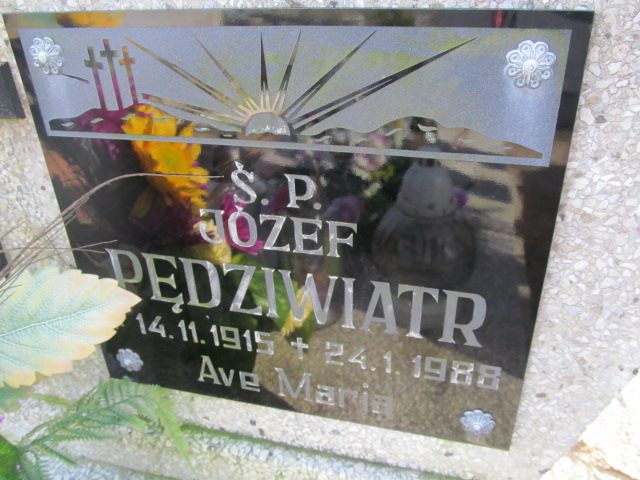 Ś. P.
JÓZEF
PĘDZIWIATR
14.11.1915 + 24.1.1988
Ave Maria